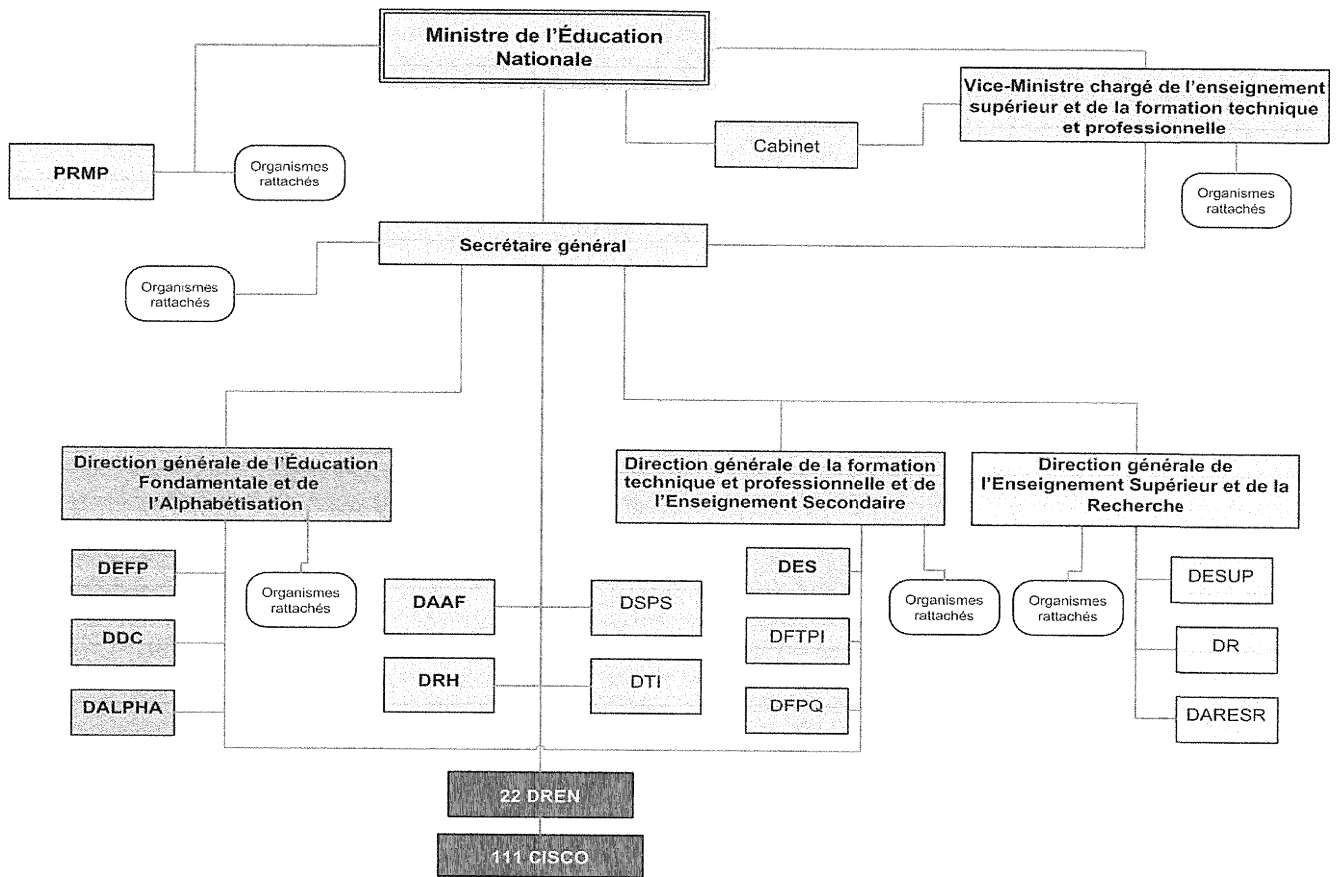 Ministre de l'Éducation
Nationale
Vice-Ministre chargé de l'enseignement
supérieur et de la formation technique
et professionnelle
Cabinet
PRMP
Organismes
rattachés
Organismes
rattachés
Secrétaire général
Organismes
rattachés
Direction générale de l'Éducation
Fondamentale et de
l'Alphabétisation
Direction générale de la formation
technique et professionnelle et de
l'Enseignement Secondaire
Direction générale de
l'Enseignement Supérieur et de la
Recherche
DEFP
DDC
DALPHA
Organismes
rattachés
DAAF
DSPS
DRH
DTI
DES
DFTPI
DFPQ
Organismes
rattachés
Organismes
rattachés
DESUP
DR
DARESR
22 DREN
111 CISCO